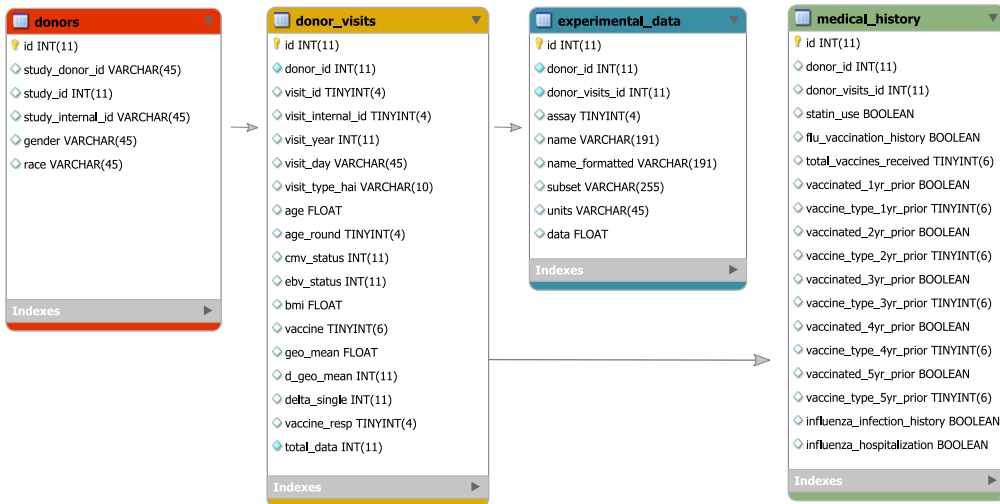 donors
id INT(11)
study_donor_id VARCHAR(45)
study_id INT(11)
study_internal_id VARCHAR(45)
gender VARCHAR(45)
race VARCHAR(45)
Indexes
donor_visits
id INT(11)
donor_id INT(11)
visit_id TINYINT(4)
visit_internal_id TINYINT(4)
visit_year INT(11)
visit_day VARCHAR(45)
visit_type_hai VARCHAR(10)
age FLOAT
age_round TINYINT(4)
cmv_status INT(11)
ebv_status INT(11)
bmi FLOAT
vaccine TINYINT(6)
geo_mean FLOAT
d_geo_mean INT(11)
delta_single INT(11)
vaccine_resp TINYINT(4)
total_data INT(11)
Indexes
experimental_data
id INT(11)
donor_id INT(11)
donor_visits_id INT(11)
assay TINYINT(4)
name VARCHAR(191)
name_formatted VARCHAR(191)
subset VARCHAR(255)
units VARCHAR(45)
data FLOAT
Indexes
medical_history
id INT(11)
donor_id INT(11)
donor_visits_id INT(11)
statin_use BOOLEAN
flu_vaccination_history BOOLEAN
total_vaccines_received TINYINT(6)
vaccinated_1yr_prior BOOLEAN
vaccine_type_1yr_prior TINYINT(6)
vaccinated_2yr_prior BOOLEAN
vaccine_type_2yr_prior TINYINT(6)
vaccinated_3yr_prior BOOLEAN
vaccine_type_3yr_prior TINYINT(6)
vaccinated_4yr_prior BOOLEAN
vaccine_type_4yr_prior TINYINT(6)
vaccinated_5yr_prior BOOLEAN
vaccine_type_5yr_prior TINYINT(6)
influenza_infection_history BOOLEAN
influenza_hospitalization BOOLEAN
Indexes